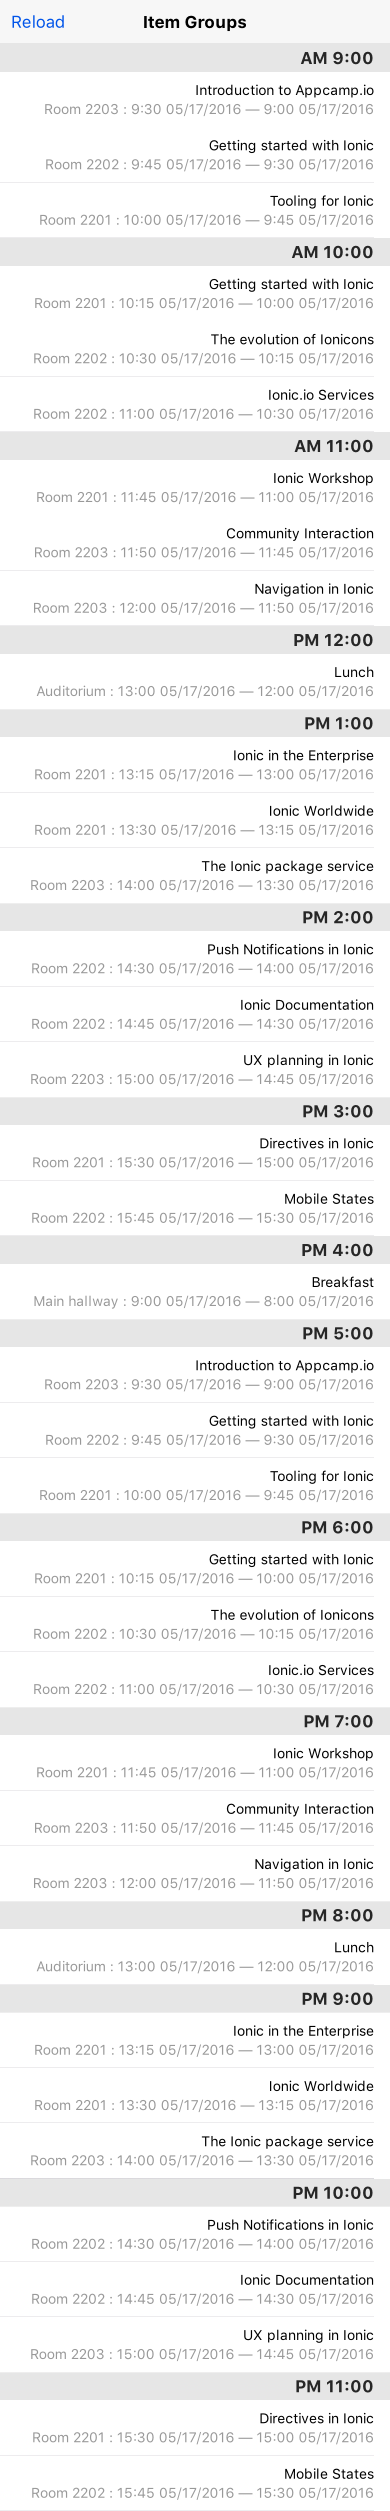 Reload
Item Groups
AM 9:00
Introduction to Appcamp.io
Room 2203 : 9:30 05/17/2016 — 9:00 05/17/2016
Getting started with Ionic
Room 2202 : 9:45 05/17/2016 — 9:30 05/17/2016
Tooling for Ionic
Room 2201 : 10:00 05/17/2016 — 9:45 05/17/2016
AM 10:00
Getting started with Ionic
Room 2201 : 10:15 05/17/2016 — 10:00 05/17/2016
The evolution of Ionicons
Room 2202 : 10:30 05/17/2016 — 10:15 05/17/2016
Ionic.io Services
Room 2202 : 11:00 05/17/2016 — 10:30 05/17/2016
AM 11:00
Ionic Workshop
Room 2201 : 11:45 05/17/2016 — 11:00 05/17/2016
Community Interaction
Room 2203 : 11:50 05/17/2016 — 11:45 05/17/2016
Navigation in Ionic
Room 2203 : 12:00 05/17/2016 — 11:50 05/17/2016
PM 12:00
Lunch
Auditorium : 13:00 05/17/2016 — 12:00 05/17/2016
PM 1:00
Ionic in the Enterprise
Room 2201 : 13:15 05/17/2016 — 13:00 05/17/2016
Ionic Worldwide
Room 2201 : 13:30 05/17/2016 — 13:15 05/17/2016
The Ionic package service
Room 2203 : 14:00 05/17/2016 — 13:30 05/17/2016
PM 2:00
Push Notifications in Ionic
Room 2202 : 14:30 05/17/2016 — 14:00 05/17/2016
Ionic Documentation
Room 2202 : 14:45 05/17/2016 — 14:30 05/17/2016
UX planning in Ionic
Room 2203 : 15:00 05/17/2016 — 14:45 05/17/2016
PM 3:00
Directives in Ionic
Room 2201 : 15:30 05/17/2016 — 15:00 05/17/2016
Mobile States
Room 2202 : 15:45 05/17/2016 — 15:30 05/17/2016
PM 4:00
Breakfast
Main hallway : 9:00 05/17/2016 — 8:00 05/17/2016
PM 5:00
Introduction to Appcamp.io
Room 2203 : 9:30 05/17/2016 — 9:00 05/17/2016
Getting started with Ionic
Room 2202 : 9:45 05/17/2016 — 9:30 05/17/2016
Tooling for Ionic
Room 2201 : 10:00 05/17/2016 — 9:45 05/17/2016
PM 6:00
Getting started with Ionic
Room 2201 : 10:15 05/17/2016 — 10:00 05/17/2016
The evolution of Ionicons
Room 2202 : 10:30 05/17/2016 — 10:15 05/17/2016
Ionic.io Services
Room 2202 : 11:00 05/17/2016 — 10:30 05/17/2016
PM 7:00
Ionic Workshop
Room 2201 : 11:45 05/17/2016 — 11:00 05/17/2016
Community Interaction
Room 2203 : 11:50 05/17/2016 — 11:45 05/17/2016
Navigation in Ionic
Room 2203 : 12:00 05/17/2016 — 11:50 05/17/2016
PM 8:00
Lunch
Auditorium : 13:00 05/17/2016 — 12:00 05/17/2016
PM 9:00
Ionic in the Enterprise
Room 2201 : 13:15 05/17/2016 — 13:00 05/17/2016
Ionic Worldwide
Room 2201 : 13:30 05/17/2016 — 13:15 05/17/2016
The Ionic package service
Room 2203 : 14:00 05/17/2016 — 13:30 05/17/2016
PM 10:00
Push Notifications in Ionic
Room 2202 : 14:30 05/17/2016 — 14:00 05/17/2016
Ionic Documentation
Room 2202 : 14:45 05/17/2016 — 14:30 05/17/2016
UX planning in Ionic
Room 2203 : 15:00 05/17/2016 — 14:45 05/17/2016
PM 11:00
Directives in Ionic
Room 2201 : 15:30 05/17/2016 — 15:00 05/17/2016
Mobile States
Room 2202 : 15:45 05/17/2016 — 15:30 05/17/2016